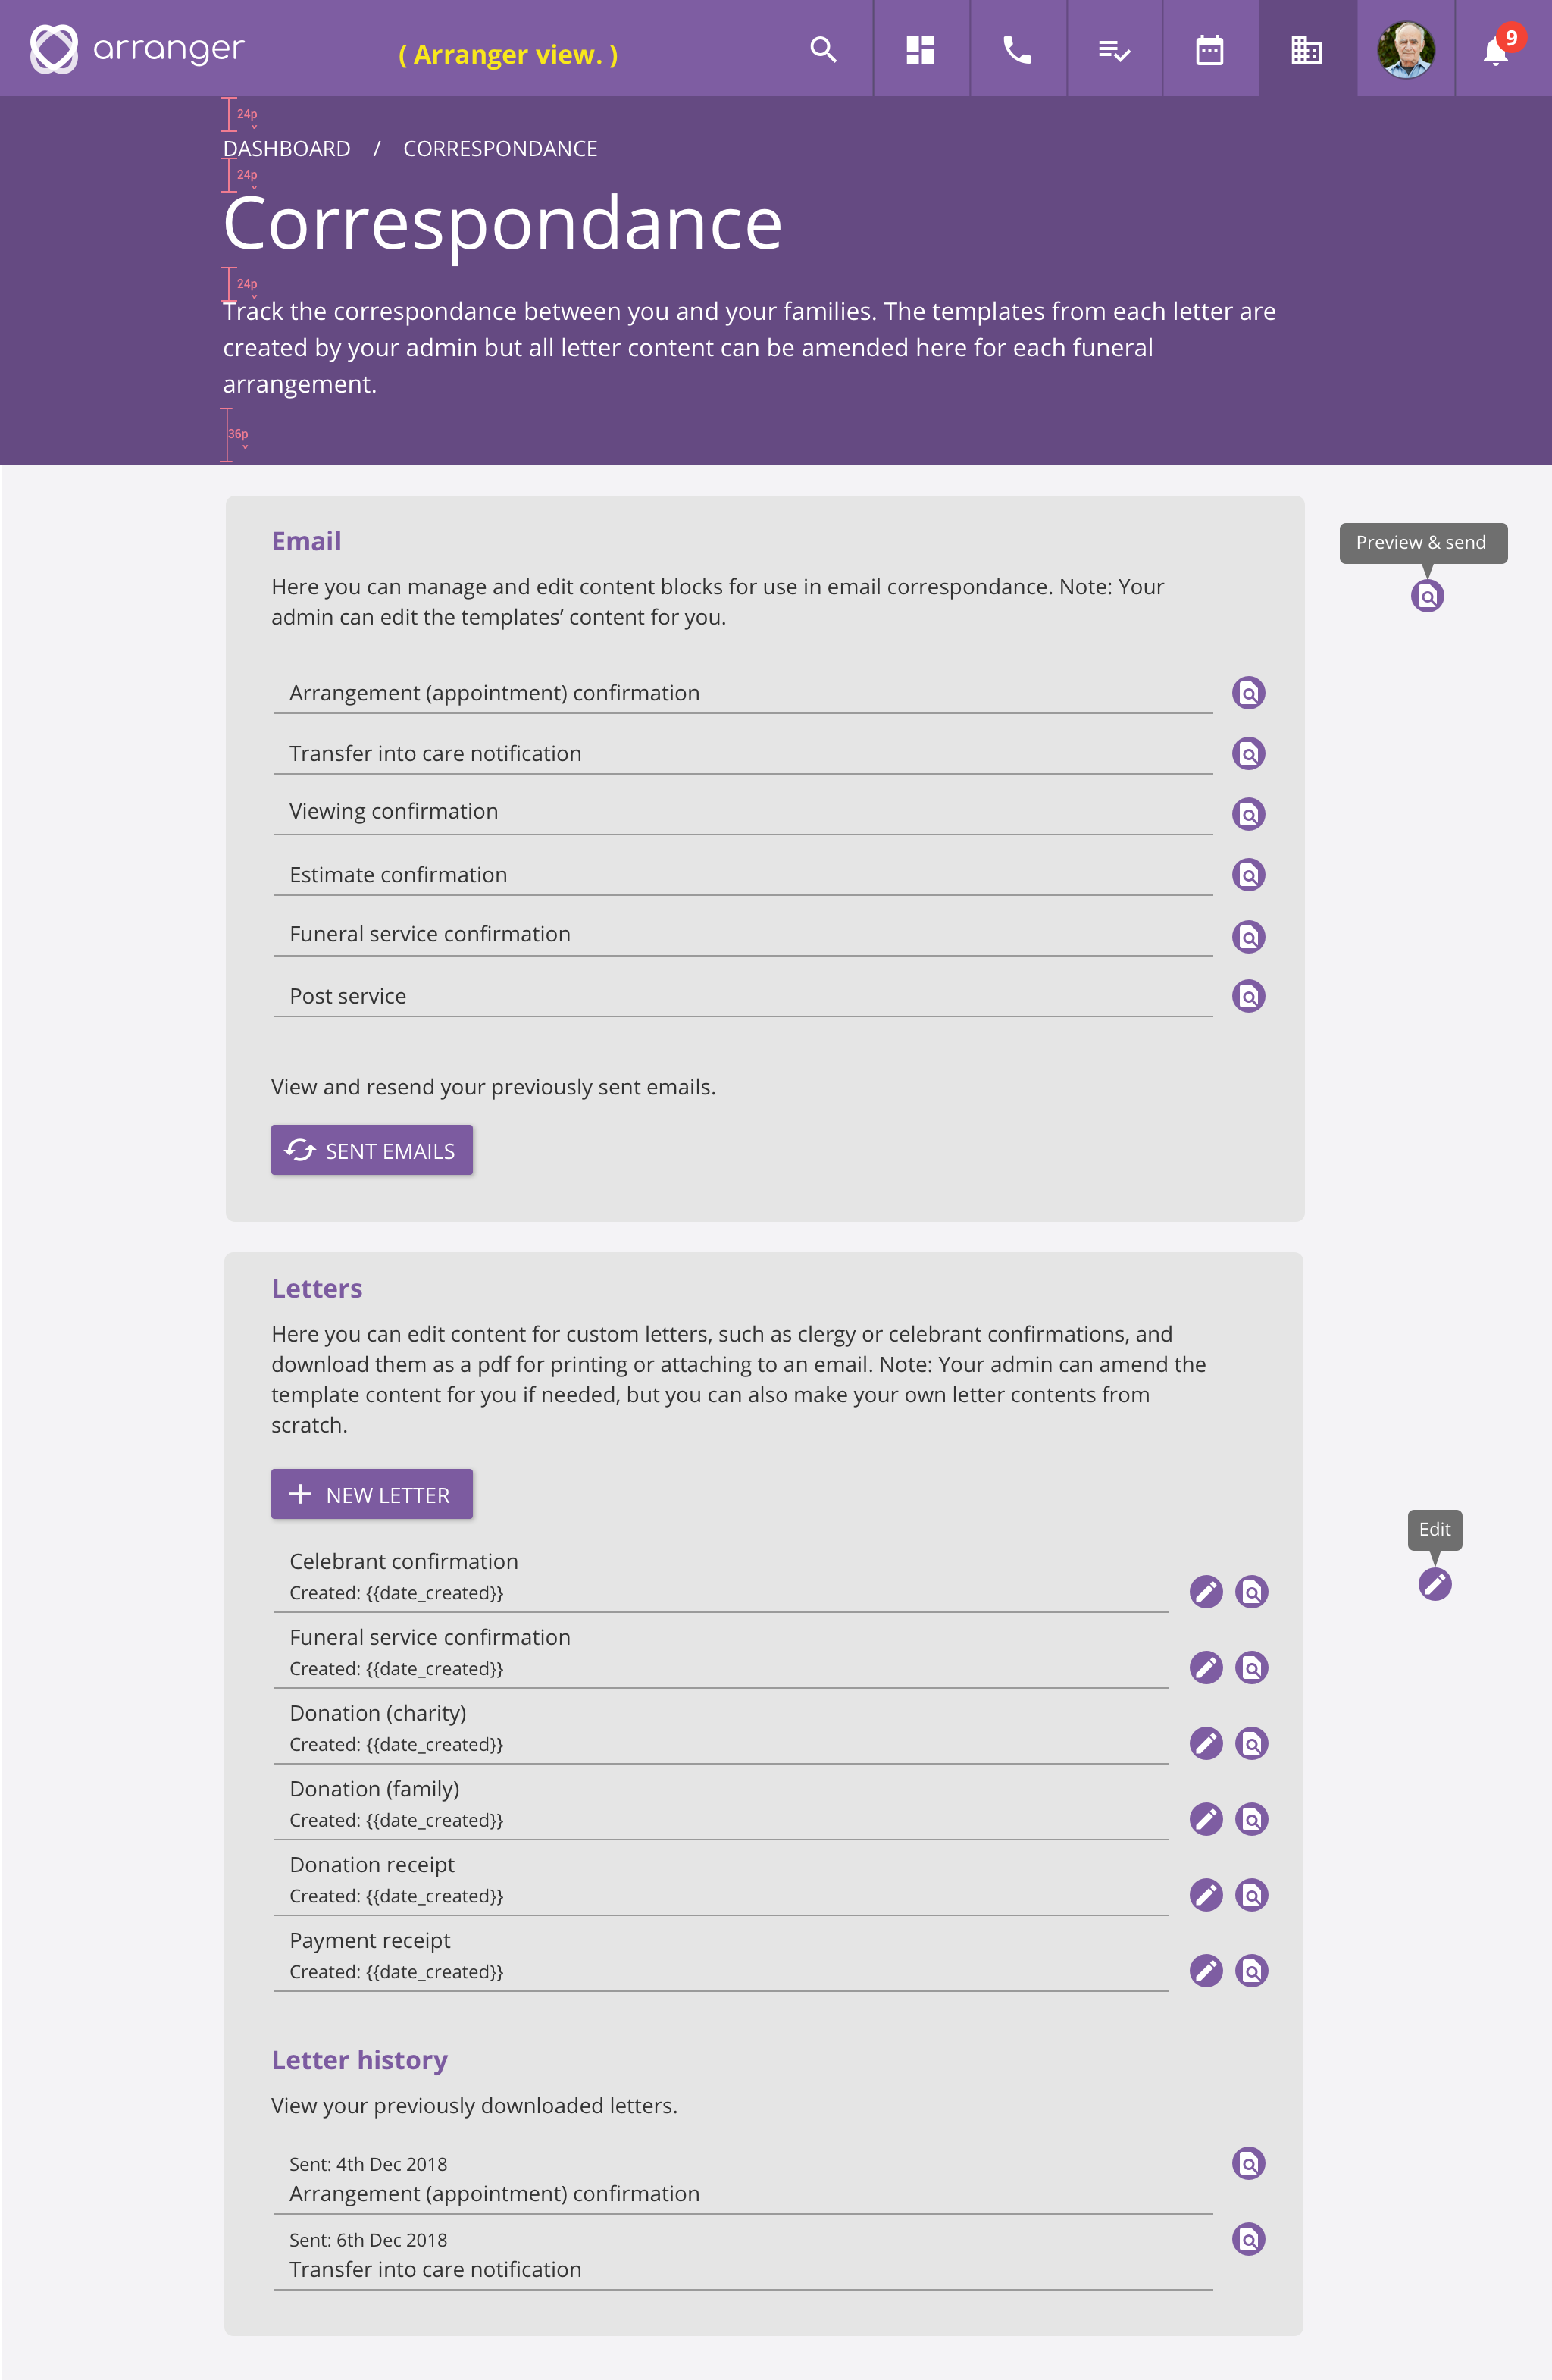 arranger
( Arranger view. )
9
24p
DASHBOARD / CORRESPONDANCE
24p
Correspondance
24p
Track the correspondance between you and your families. The templates from each letter are
created by your admin but all letter content can be amended here for each funeral
arrangement.
36p
Email
Preview & send
Here you can manage and edit content blocks for use in email correspondance. Note: Your
admin can edit the templates’ content for you.
Arrangement (appointment) confirmation
Transfer into care notification
Viewing confirmation
Estimate confirmation
Funeral service confirmation
Post service
View and resend your previously sent emails.
SENT EMAILS
Letters
Here you can edit content for custom letters, such as clergy or celebrant confirmations, and
download them as a pdf for printing or attaching to an email. Note: Your admin can amend the
template content for you if needed, but you can also make your own letter contents from
scratch.
NEW LETTER
Edit
Celebrant confirmation
Created: {{date_created}}
Funeral service confirmation
Created: {{date_created}}
Donation (charity)
Created: {{date_created}}
Donation (family)
Created: {{date_created}}
Donation receipt
Created: {{date_created}}
Payment receipt
Created: {{date_created}}
Letter history
View your previously downloaded letters.
Sent: 4th Dec 2018
Arrangement (appointment) confirmation
Sent: 6th Dec 2018
Transfer into care notification